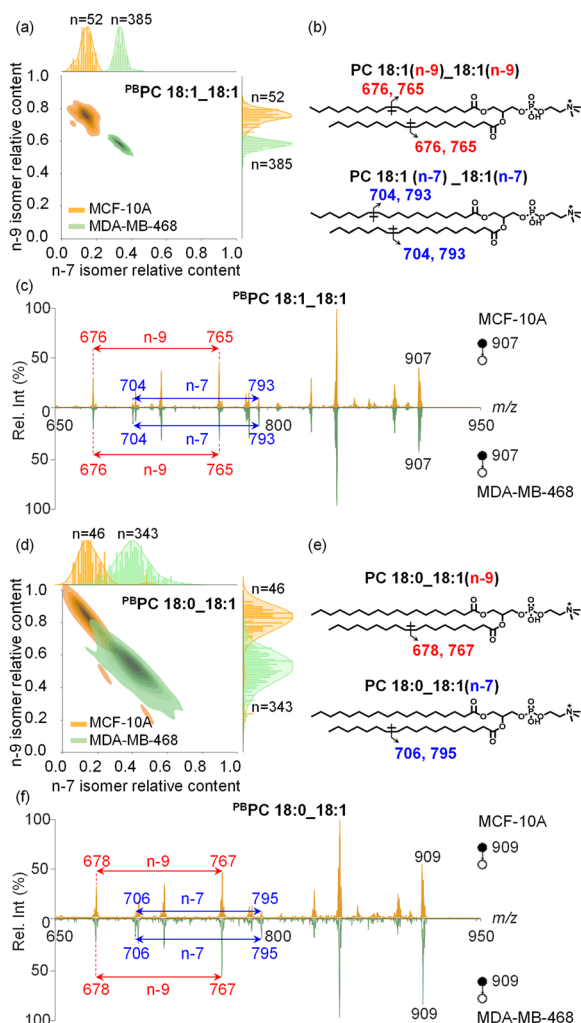 (a)
n=52
n=385
PBPC 18:1_18:1
n=52
n=385
1.0
0.8
0.6
0.4
0.2
0.0
0.0
0.2
0.4
0.6
0.8
1.0
MCF-10A
MDA-MB-468
n-9 isomer relative content
n-7 isomer relative content
(b)
PC 18:1(n-9)_18:1(n-9)
676, 765
676, 765
PC 18:1 (n-7) _18:1(n-7)
704, 793
704, 793
(c)
PBPC 18:1_18:1
100
50
0
50
100
Rel. Int (%)
676
n-9
765
704
n-7
793
907
MCF-10A
907
m/z
650
800
950
704
n-7
793
676
n-9
765
907
907
MDA-MB-468
(d)
n=46
n=343
PBPC 18:0_18:1
n=46
n=343
1.0
0.8
0.6
0.4
0.2
0.0
0.0
0.2
0.4
0.6
0.8
1.0
MCF-10A
MDA-MB-468
n-9 isomer relative content
n-7 isomer relative content
(e)
PC 18:0_18:1(n-9)
678, 767
PC 18:0_18:1(n-7)
706, 795
(f)
PBPC 18:0_18:1
100
50
0
50
100
Rel. Int (%)
678
n-9
767
706
n-7
795
909
MCF-10A
909
m/z
650
800
950
706
n-7
795
678
n-9
767
909
909
MDA-MB-468